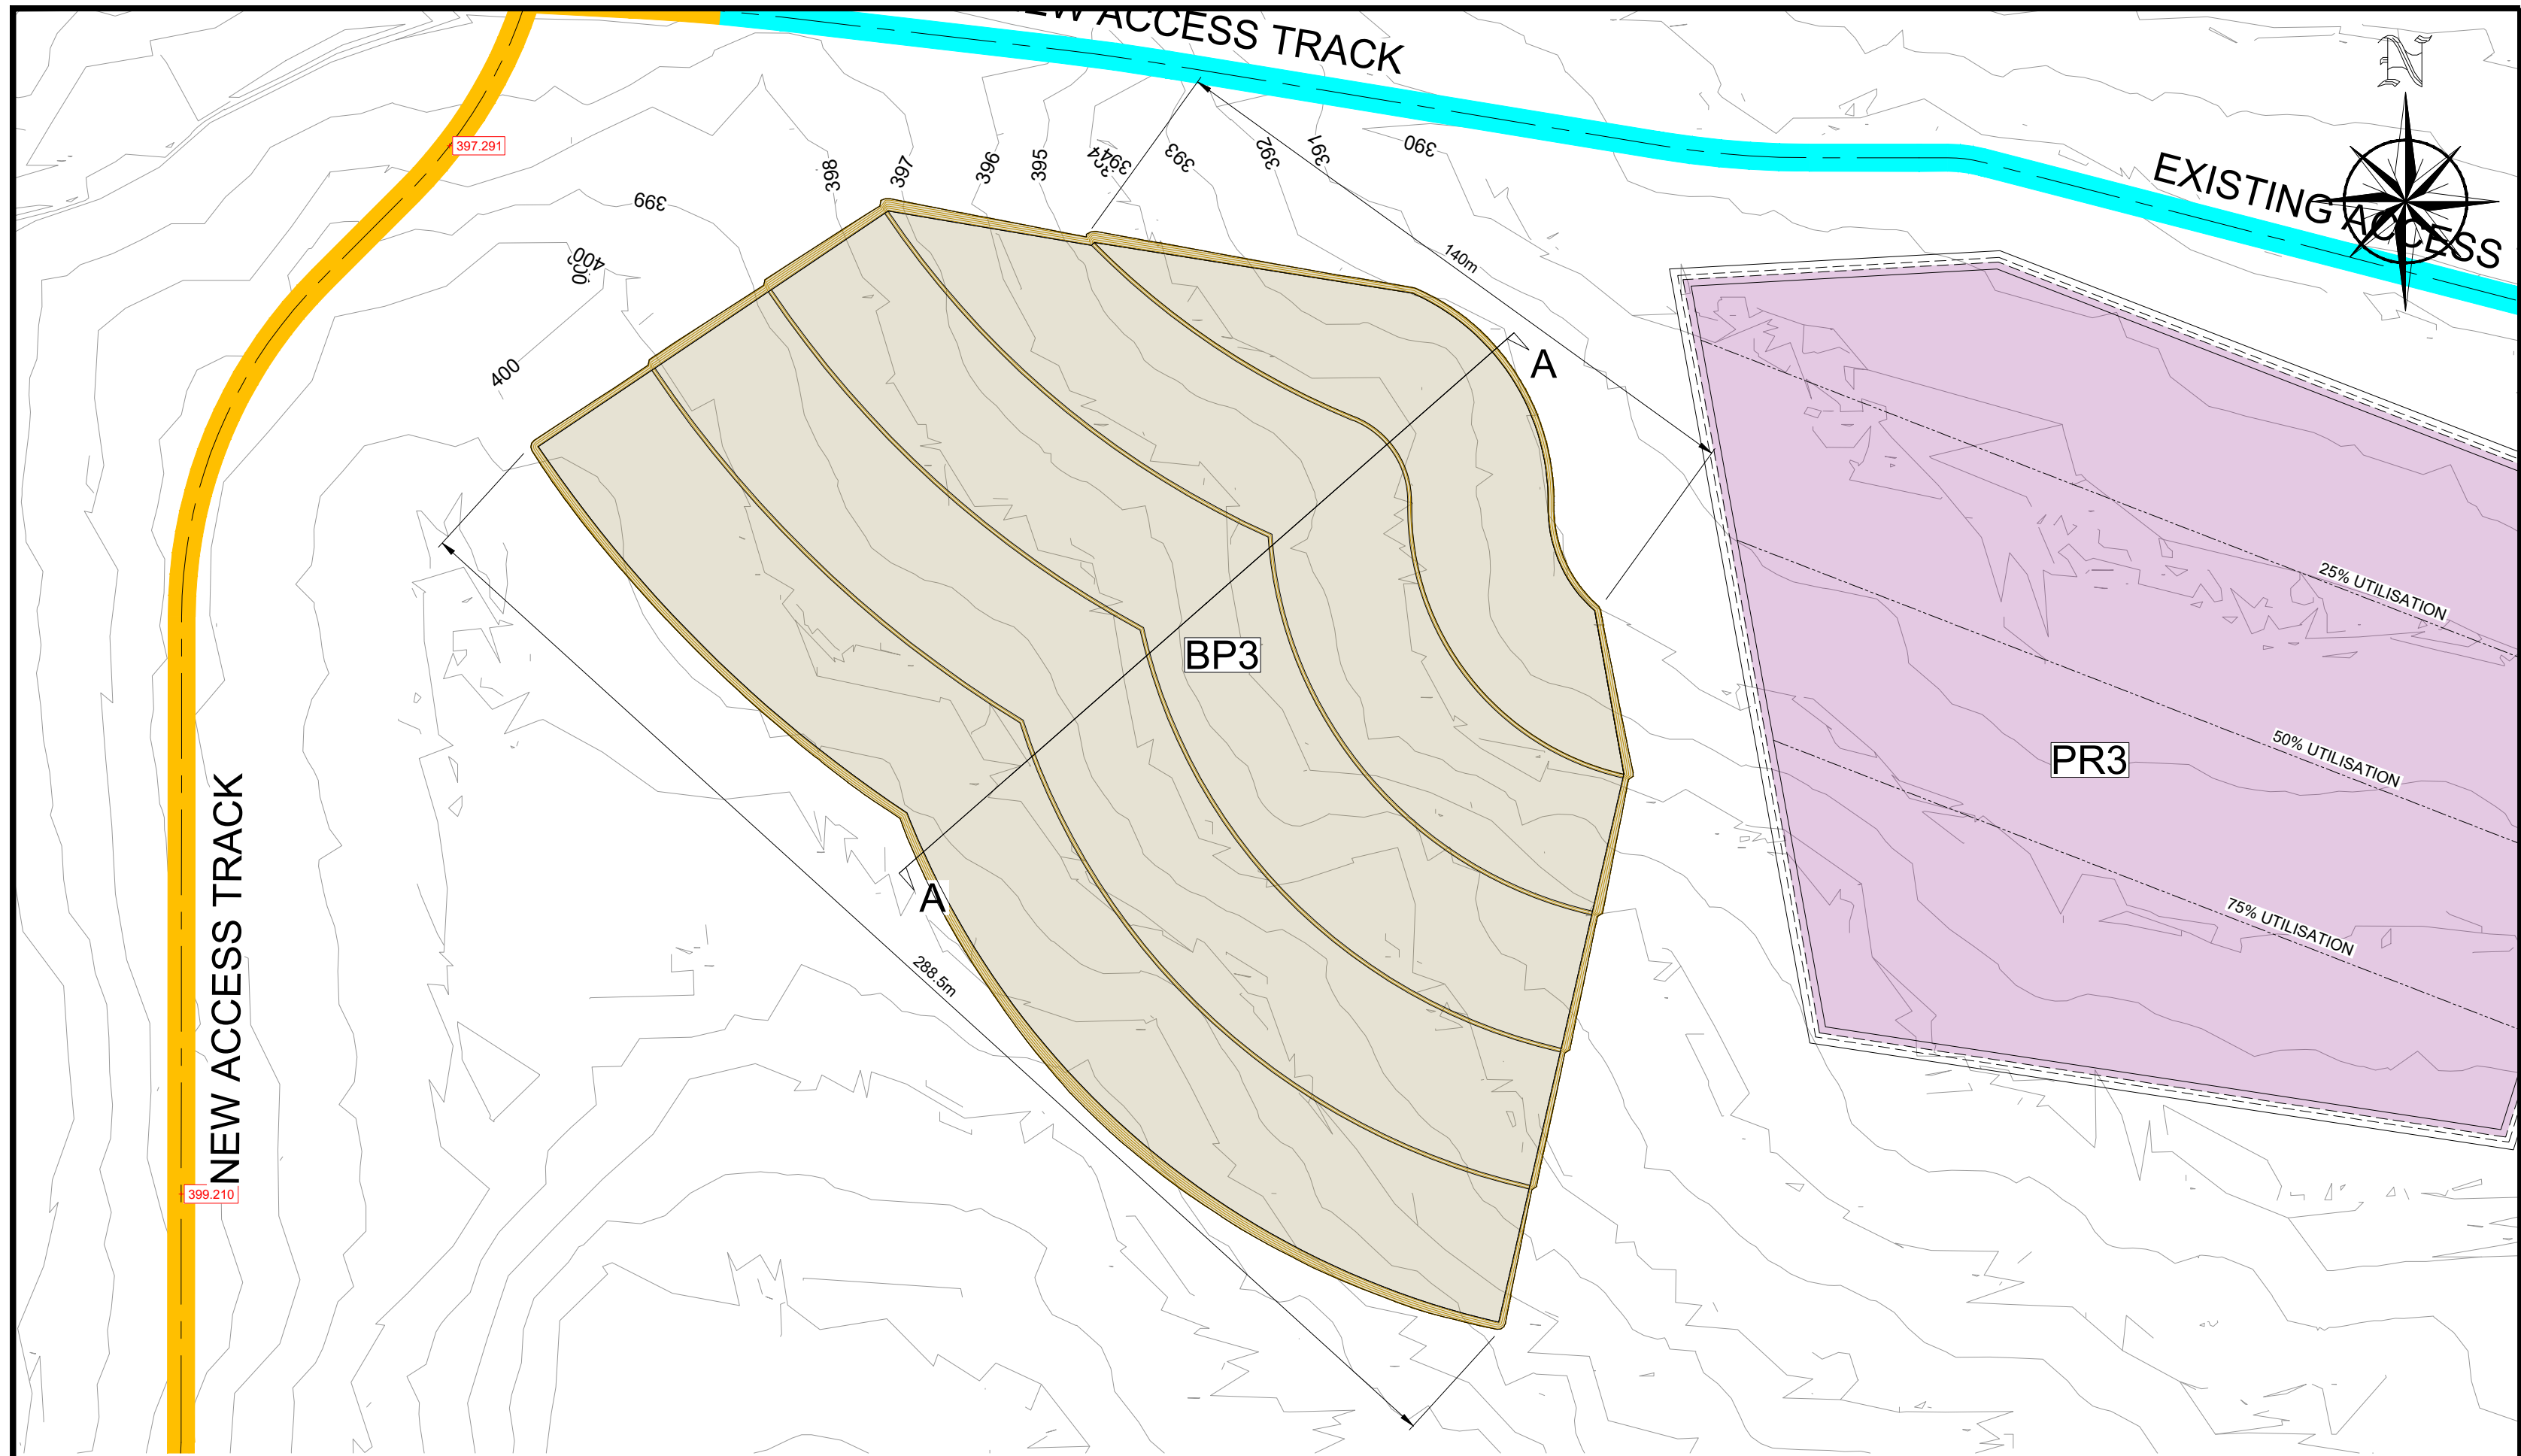 ACCESS TRACK
N
397.291
398
397
396
395
393
392
391
390
399
400
400
140m
EXISTING ACCESS
A
25% UTILISATION
BP3
50% UTILISATION
PR3
75% UTILISATION
A
288.5m
NEW ACCESS TRACK
399.210